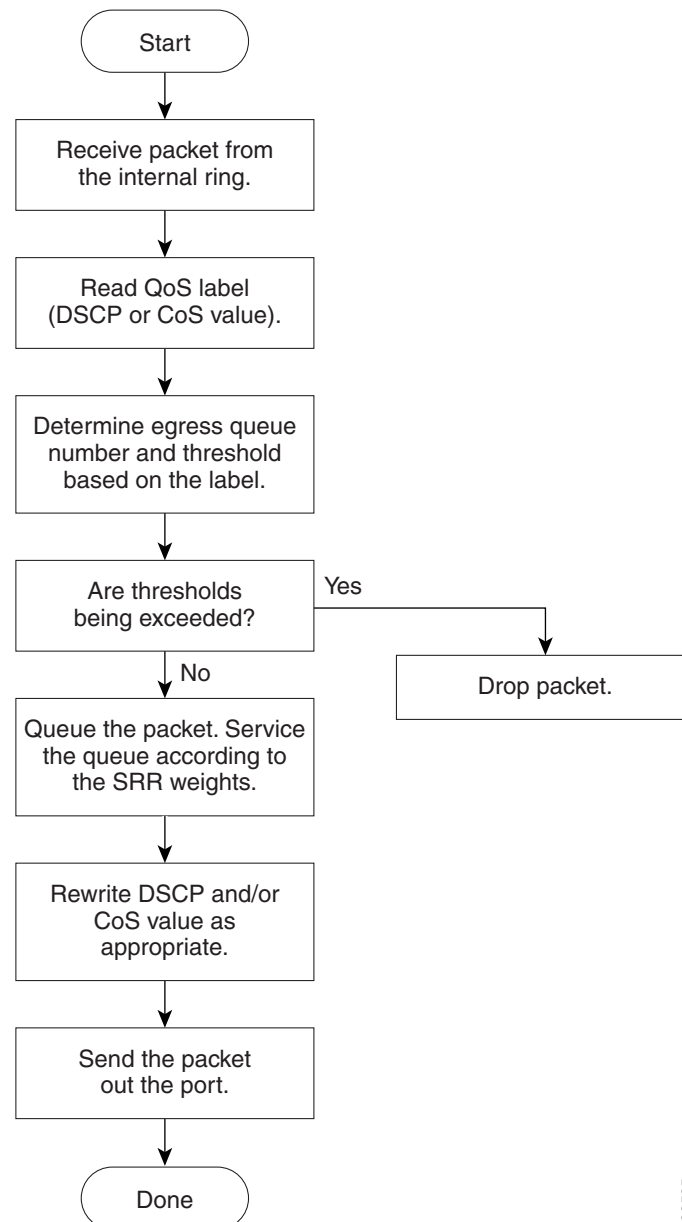 Start
Receive packet from
the internal ring.
Read QoS label
(DSCP or CoS value).
Determine egress queue
number and threshold
based on the label.
Are thresholds
being exceeded?
Yes
No
Drop packet.
Queue the packet. Service
the queue according to
the SRR weights.
Rewrite DSCP and/or
CoS value as
appropriate.
Send the packet
out the port.
Done